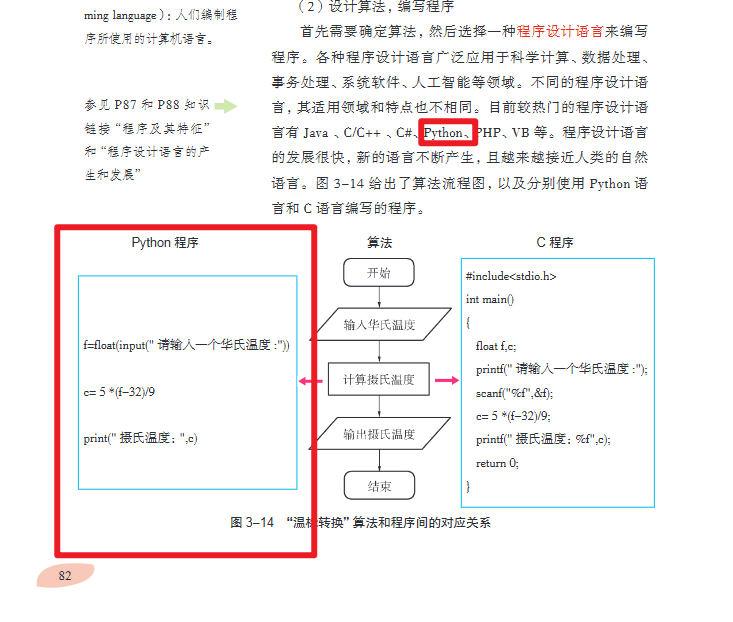 ming language）：人们编制程
序所使用的计算机语言。
参见 P87 和 P88 知识
链接“程序及其特征”
和“程序设计语言的产
生和发展”
（2）设计算法，编写程序
首先需要确定算法，然后选择一种程序设计语言来编写
程序。各种程序设计语言广泛应用于科学计算、数据处理、
事务处理、系统软件、人工智能等领域。不同的程序设计语
言，其适用领域和特点也不相同。目前较热门的程序设计语
言有 Java 、C/C++ 、C#、Python、PHP、VB 等。程序设计语言
的发展很快，新的语言不断产生，且越来越接近人类的自然
语言。图 3-14 给出了算法流程图，以及分别使用 Python 语
言和 C 语言编写的程序。
Python 程序
f=float(input(" 请输入一个华氏温度 :"))
c= 5 *(f-32)/9
print(" 摄氏温度；",c)
算法
开始
输入华氏温度
计算摄氏温度
输出摄氏温度
结束
C 程序
#include<stdio.h>
int main()
{
float f,c;
printf(" 请输入一个华氏温度 :");
scanf("%f",&f);
c= 5 *(f-32)/9;
printf(" 摄氏温度；%f",c);
return 0;
}
图 3-14 “温标转换”算法和程序间的对应关系
82